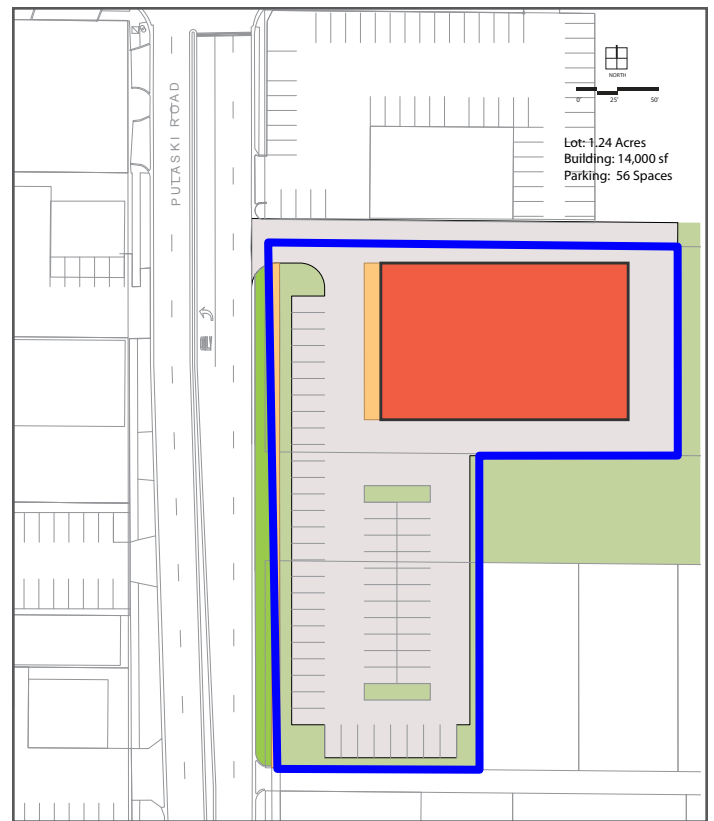 PULASKI ROAD
NORTH
0' 25' 50'
Lot: 1.24 Acres
Building: 14,000 sf
Parking: 56 Spaces